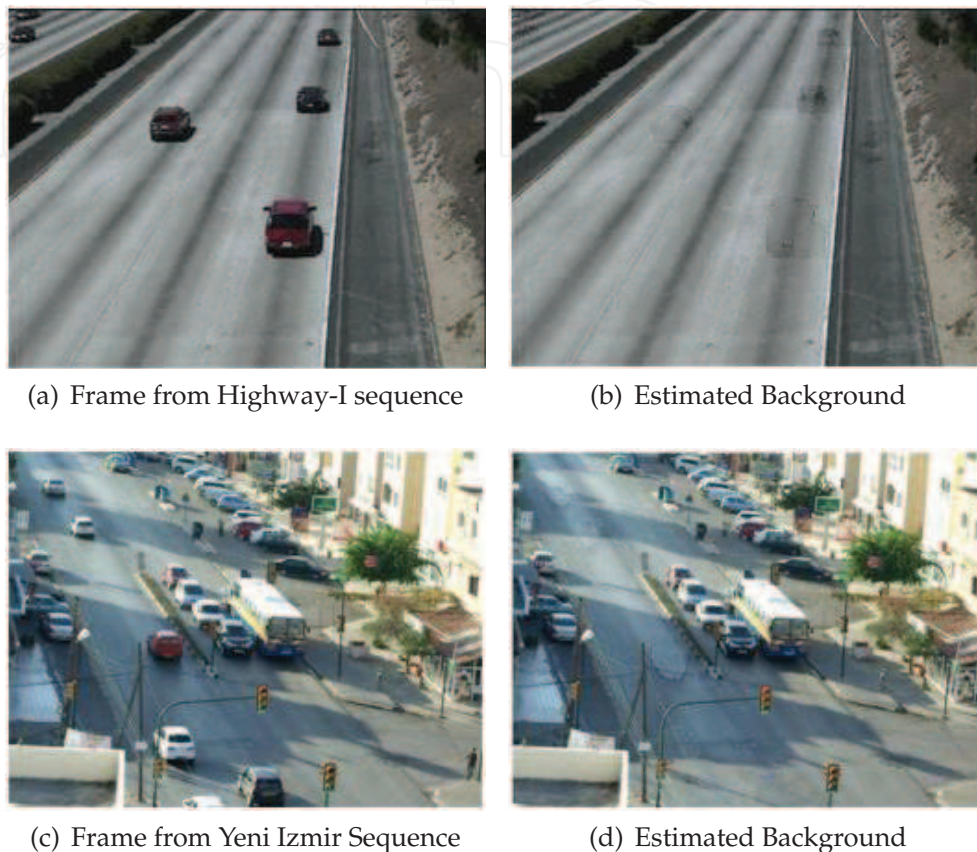 (a) Frame from Highway-I sequence
(b) Estimated Background
(c) Frame from Yeni Izmir Sequence
(d) Estimated Background